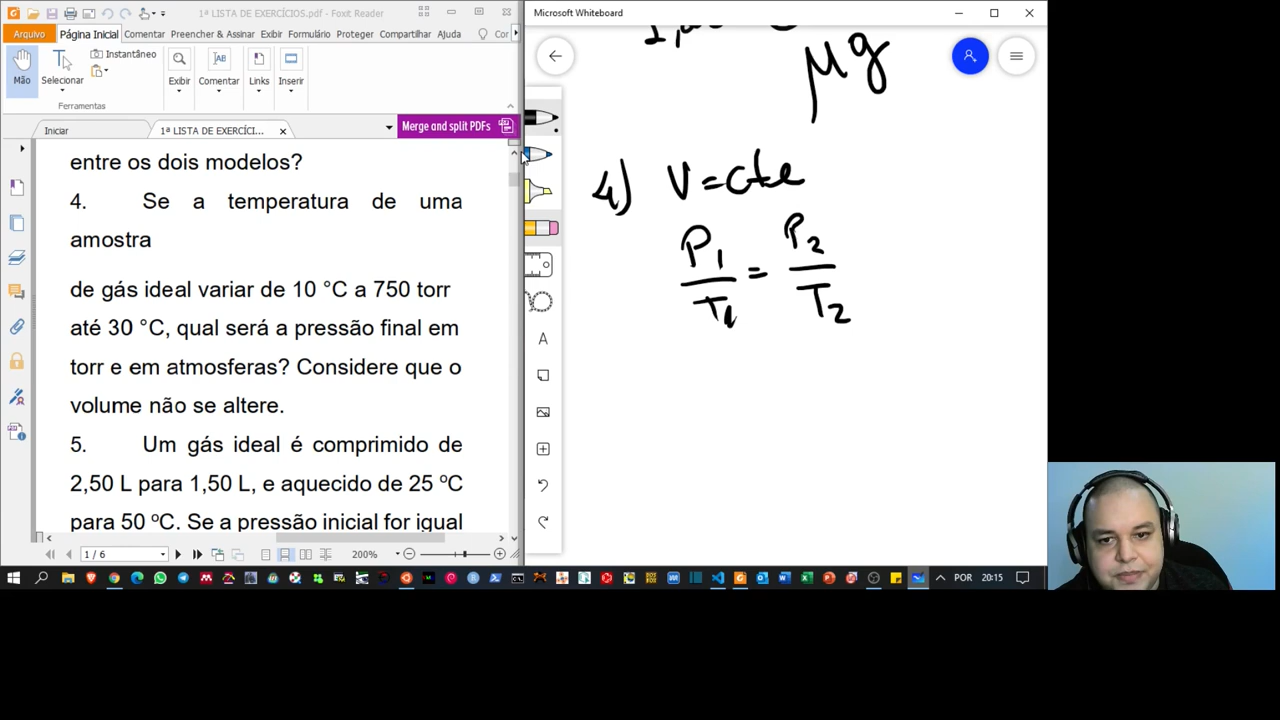 1ª LISTA DE EXERCÍCIOS.pdf - Foxit Reader
Microsoft Whiteboard
Arquivo Página Inicial Comentar Preencher & Assinar Exibir Formulário Proteger Compartilhar Ajuda Cor
Mão
Selecionar
Instantâneo
Exibir
Comentar
Links
Inserir
Ferramentas
Iniciar
1ª LISTA DE EXERCÍCI...
Merge and split PDFs
entre os dois modelos?
4. Se a temperatura de uma
amostra
de gás ideal variar de 10 °C a 750 torr
até 30 °C, qual será a pressão final em
torr e em atmosferas? Considere que o
volume não se altere.
5. Um gás ideal é comprimido de
2,50 L para 1,50 L, e aquecido de 25 ºC
para 50 ºC. Se a pressão inicial for igual
1 / 6
200%
μg
4) V=cte
P1 = P2
T1 T2
A
POR 20:15